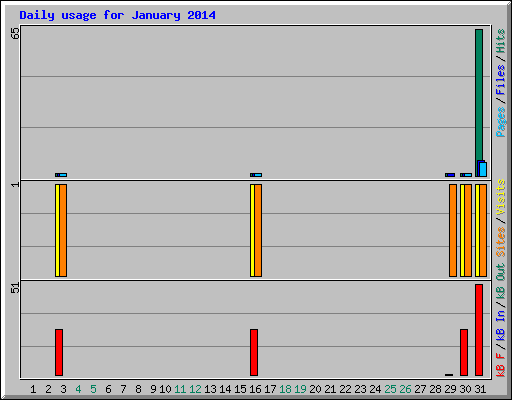 Daily usage for January 2014
65
Pages / Files / Hits
1
Sites / Visits
51
kB F / kB In / kB Out
1 2 3 4 5 6 7 8 9 10 11 12 13 14 15 16 17 18 19 20 21 22 23 24 25 26 27 28 29 30 31